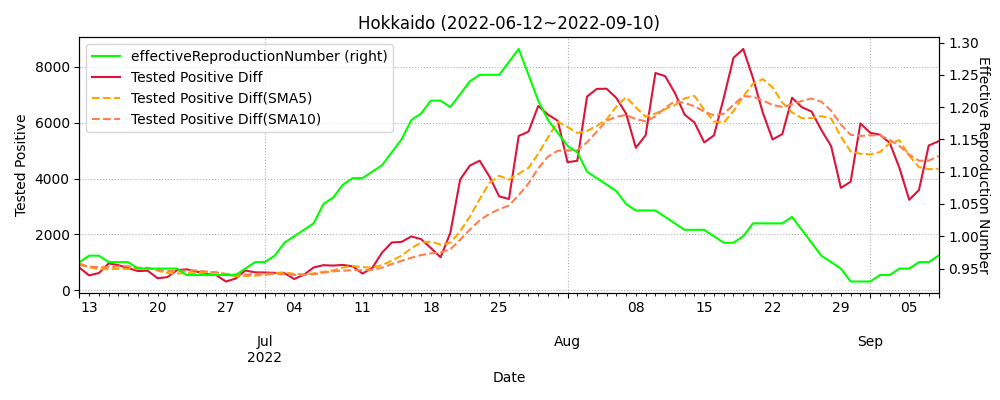 Hokkaido (2022-06-12~2022-09-10)
effectiveReproductionNumber (right)
Tested Positive Diff
Tested Positive Diff(SMA5)
Tested Positive Diff(SMA10)
Tested Positive
8000
6000
4000
2000
0
Effective Reproduction Number
1.30
1.25
1.20
1.15
1.10
1.05
1.00
0.95
13 20 27 04 11 18 25 08 15 22 29 05
Jul Aug Sep
2022
Date